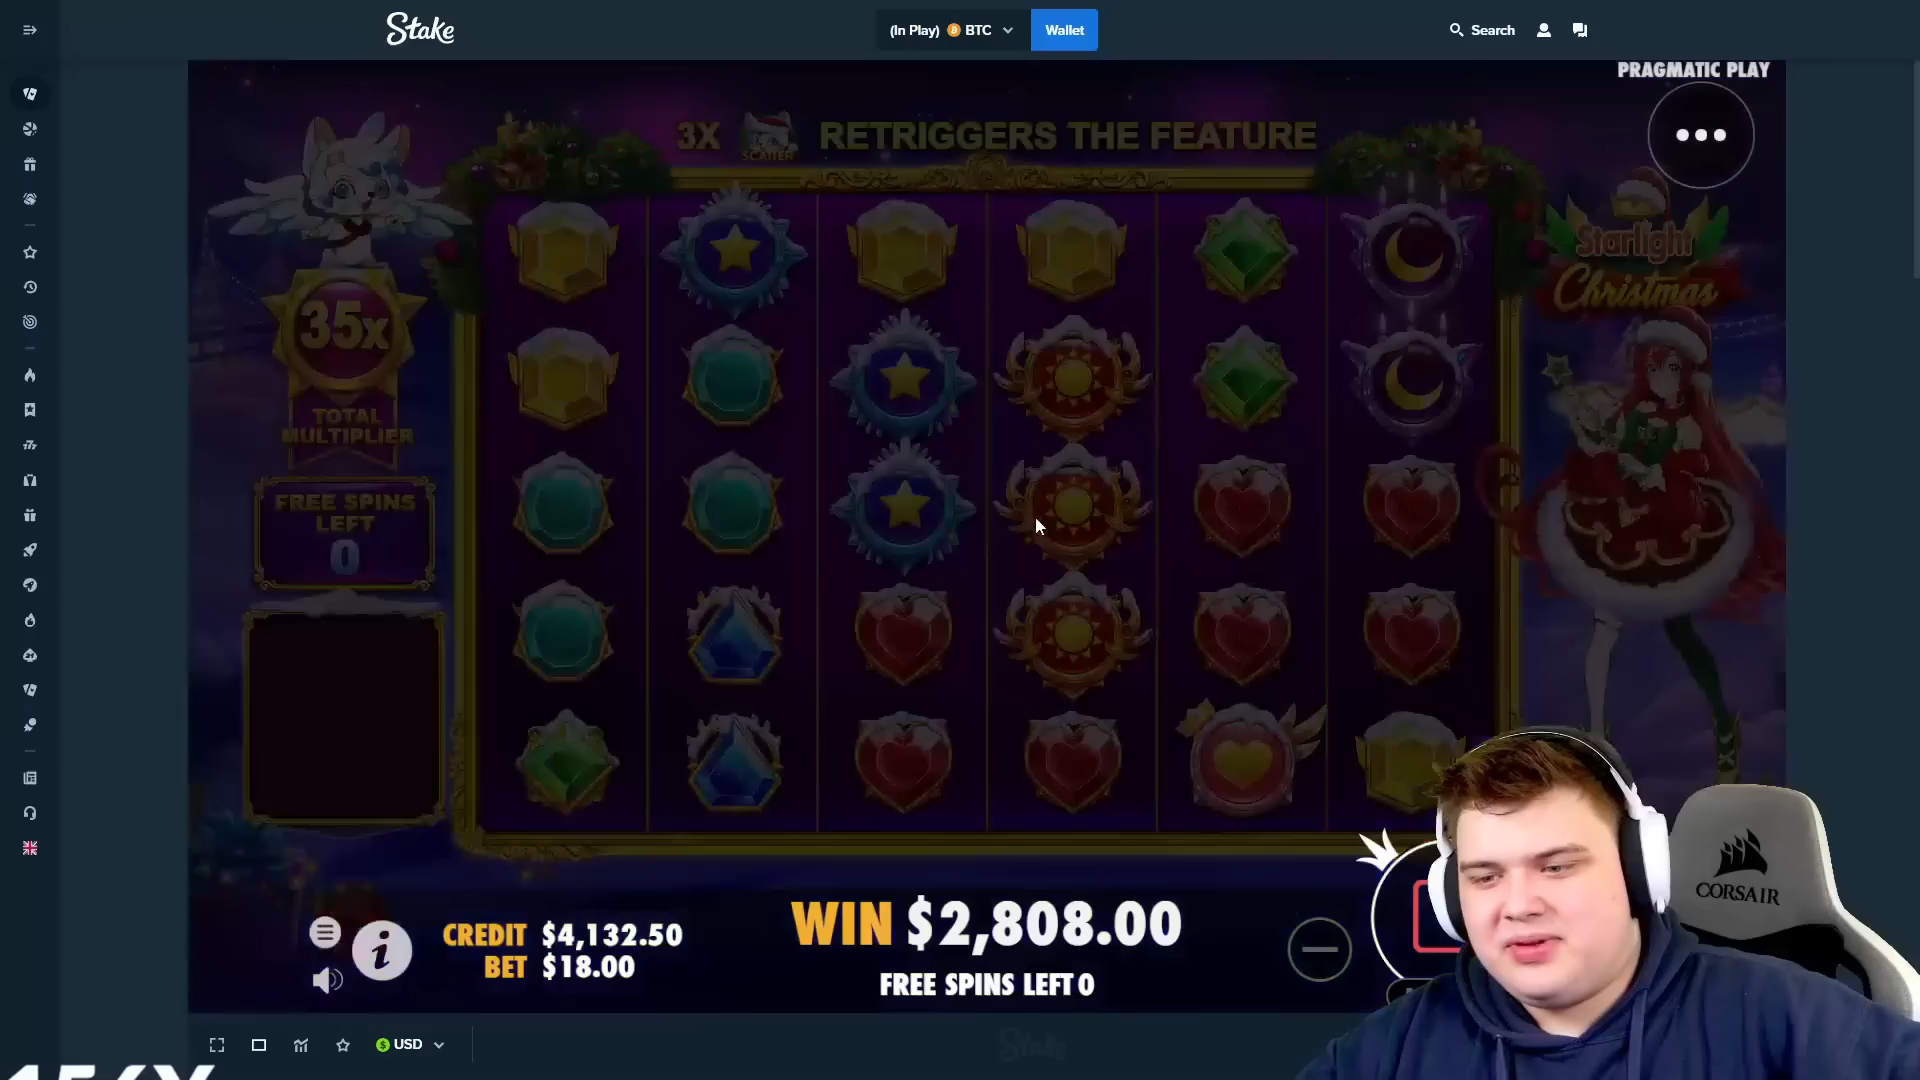 Stake
(In Play) BTC
Wallet
Search
PRAGMATIC PLAY
3X SCATTER RETRIGGERS THE FEATURE
Starlight
Christmas
35x
TOTAL
MULTIPLIER
FREE SPINS
LEFT
0
CORSAIR
CREDIT $4,132.50
BET $18.00
WIN $2,808.00
FREE SPINS LEFT 0
USD
Stake